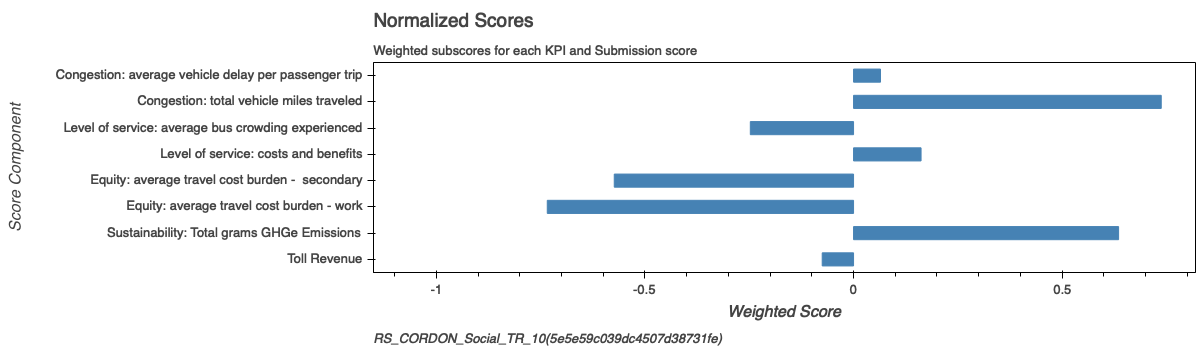 Normalized Scores
Weighted subscores for each KPI and Submission score
Score Component
Congestion: average vehicle delay per passenger trip
Congestion: total vehicle miles traveled
Level of service: average bus crowding experienced
Level of service: costs and benefits
Equity: average travel cost burden -  secondary
Equity: average travel cost burden - work
Sustainability: Total grams GHGe Emissions
Toll Revenue
-1 -0.5 0 0.5
Weighted Score
RS_CORDON_Social_TR_10(5e5e59c039dc4507d38731fe)